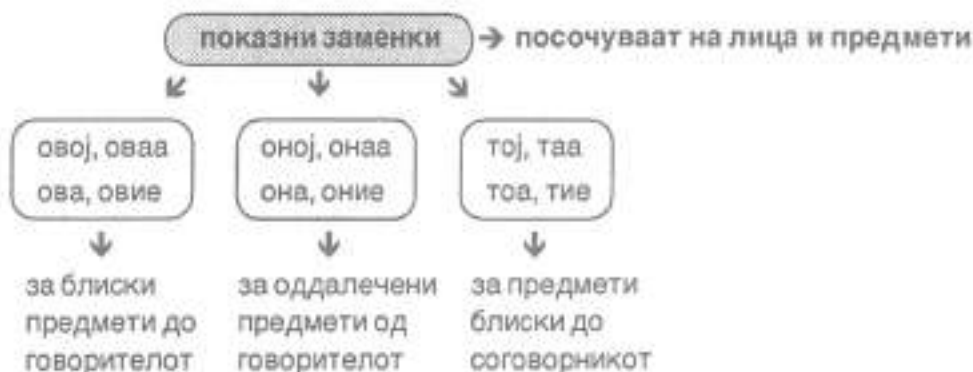 показни заменки → посочуваат на лица и предмети
овој, оваа
ова, овие
оној, онаа
она, оние
тој, таа
тоа, тие
за блиски
предмети до
говорителот
за оддалечени
предмети од
говорителот
за предмети
блиски до
соговорникот